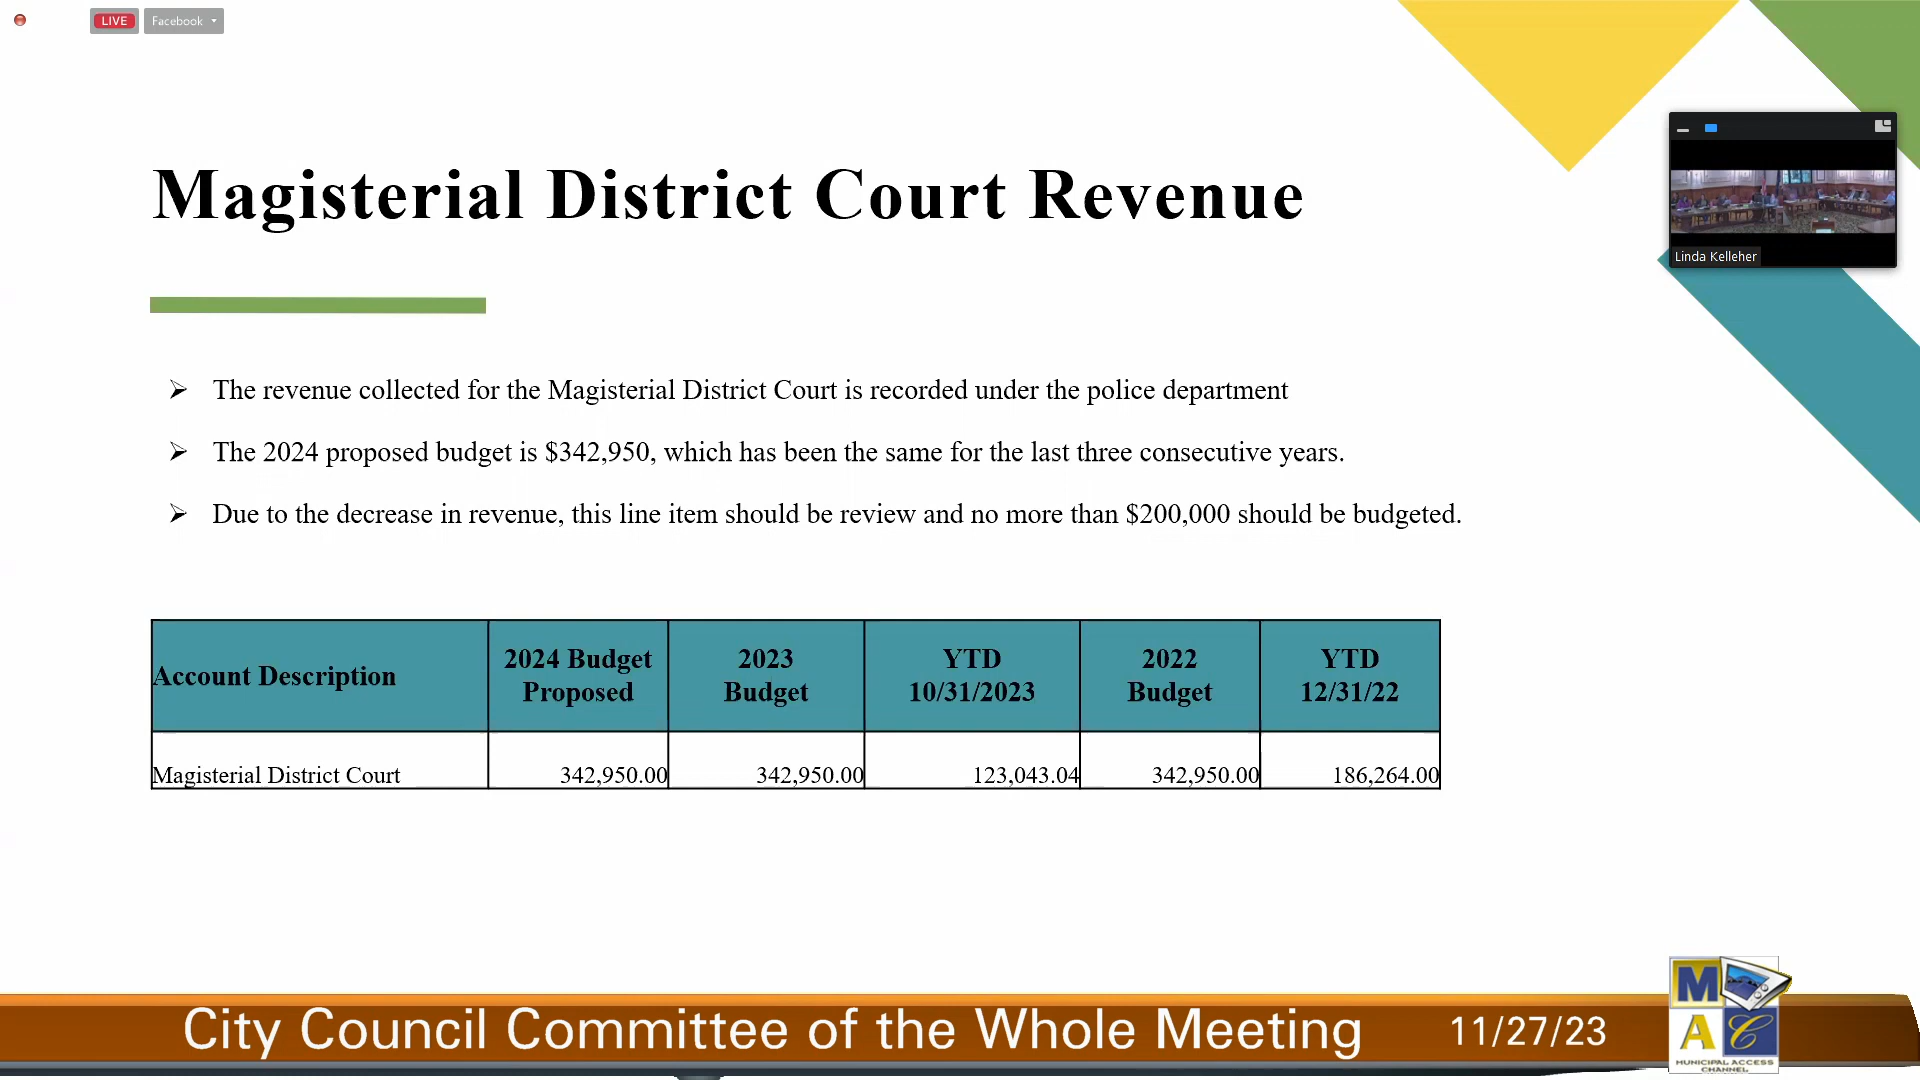 LIVE
Facebook
Magisterial District Court Revenue
Linda Kelleher
The revenue collected for the Magisterial District Court is recorded under the police department
The 2024 proposed budget is $342,950, which has been the same for the last three consecutive years.
Due to the decrease in revenue, this line item should be review and no more than $200,000 should be budgeted.
Account Description
2024 Budget
Proposed
2023
Budget
YTD
10/31/2023
2022
Budget
YTD
12/31/22
Magisterial District Court
342,950.00
342,950.00
123,043.04
342,950.00
186,264.00
City Council Committee of the Whole Meeting
11/27/23
M
A C
MUNICIPAL ACCESS
CHANNEL